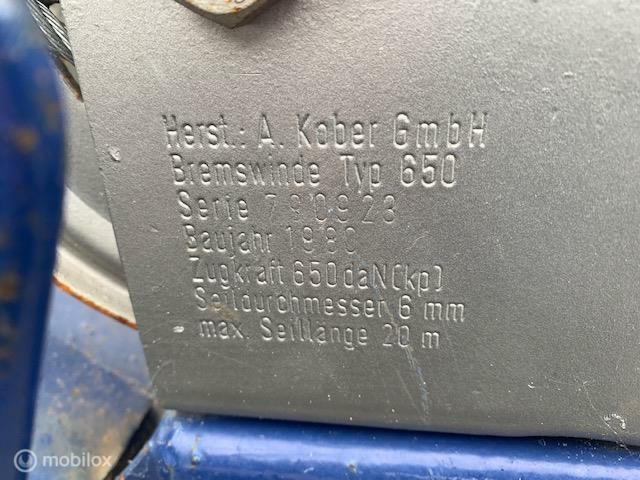 Herst.: A. Kober GmbH
Bremswinde Typ 650
Serie 790923
Baujahr 1980
Zugkraft 650daN(kp)
Seildurchmesser 6 mm
max. Seillänge 20 m
mobilox